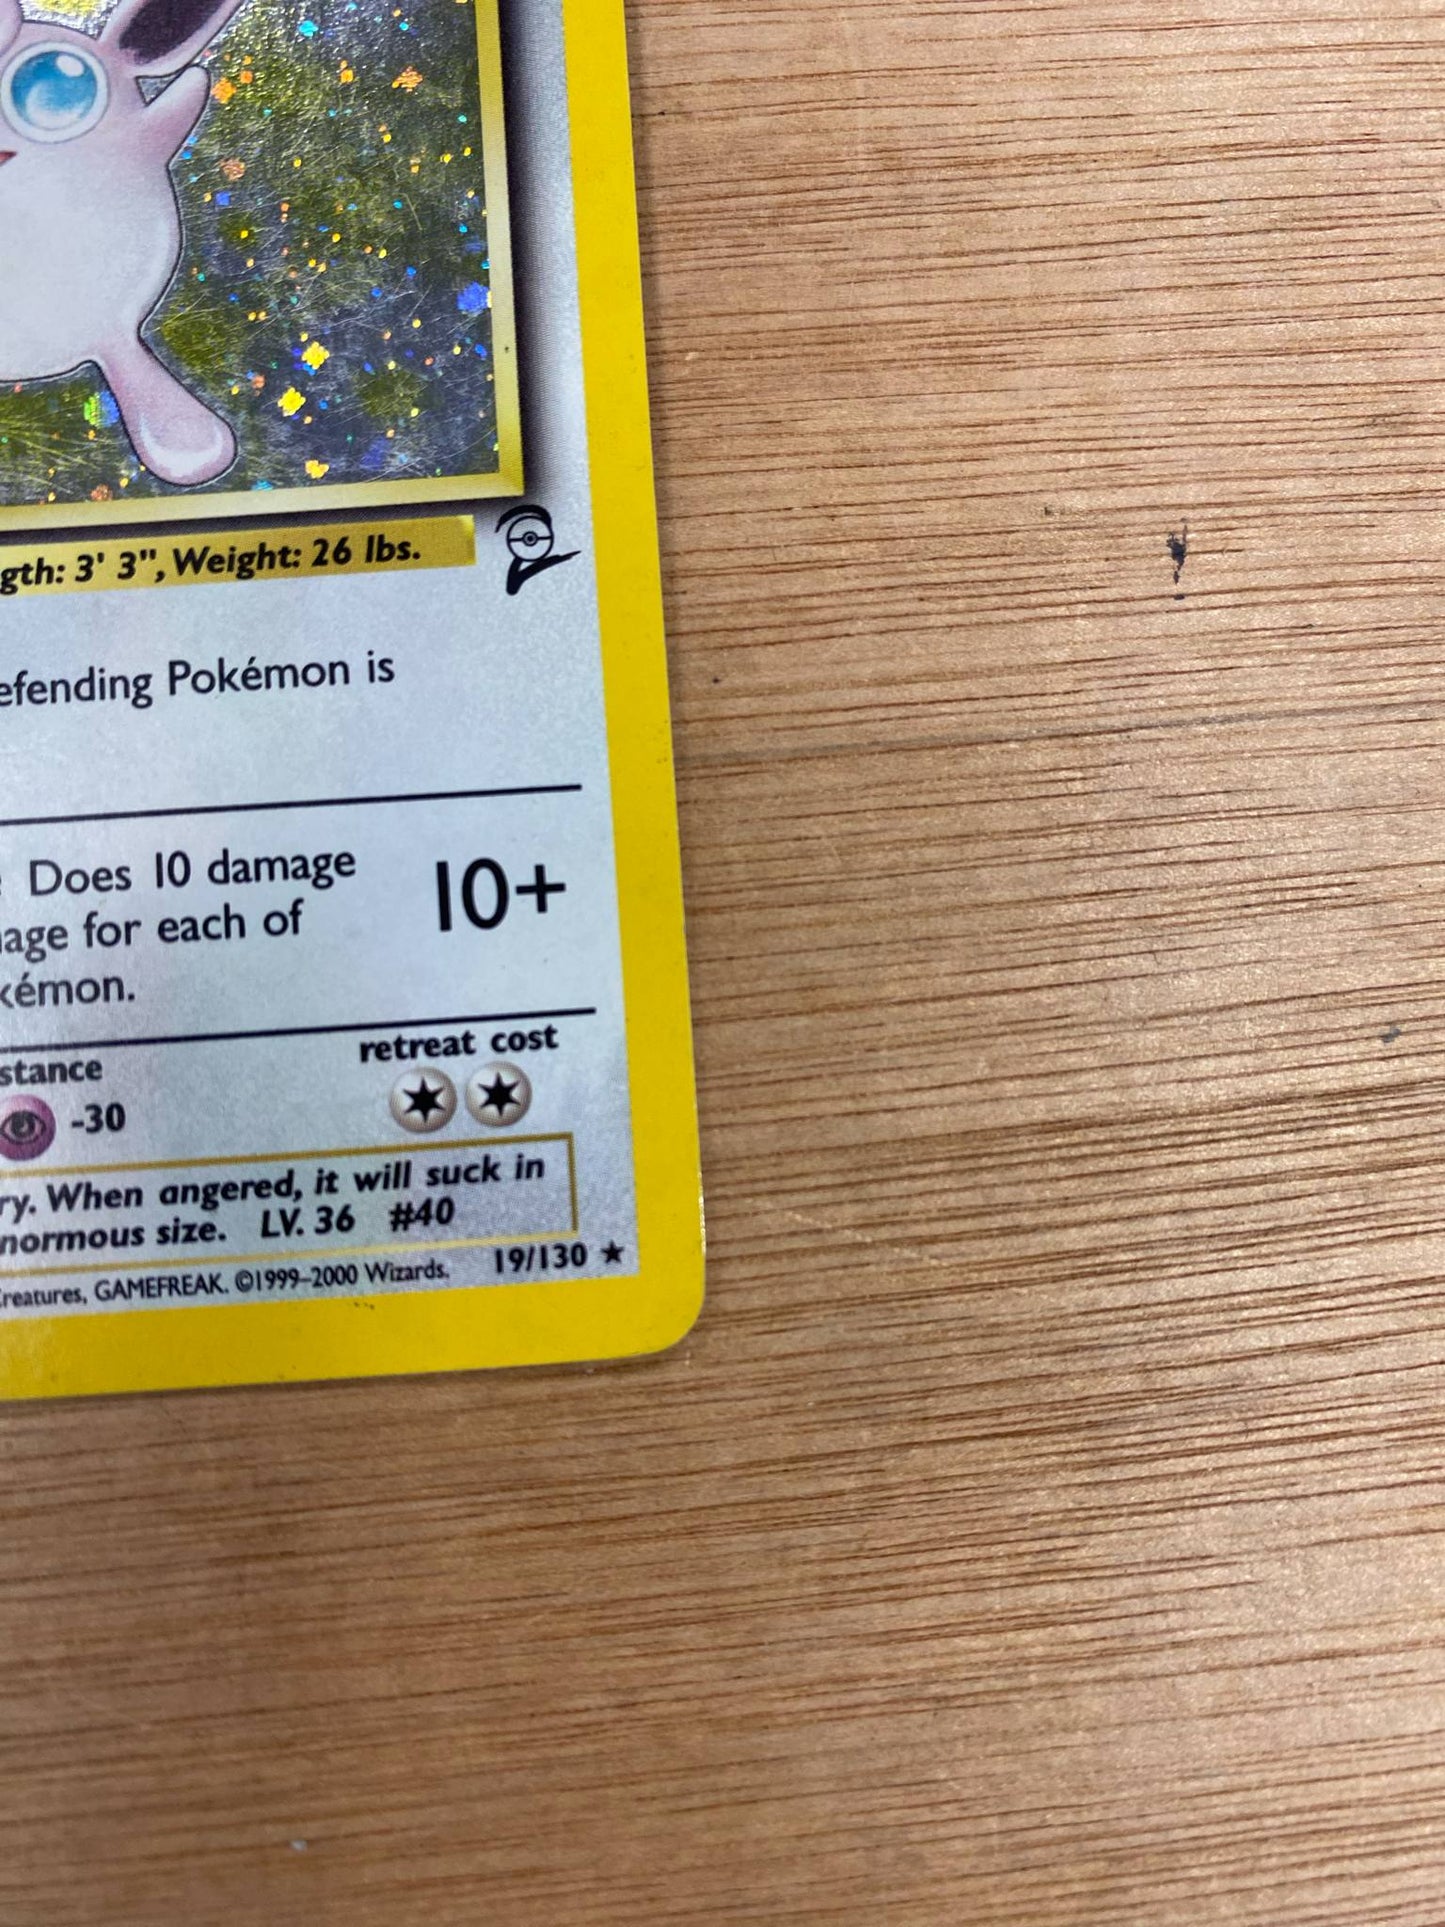 gth: 3' 3", Weight: 26 lbs.
efending Pokémon is
Does 10 damage
10+
age for each of
kémon.
stance
retreat cost
-30
ry. When angered, it will suck in
normous size. LV. 36 #40
Creatures, GAMEFREAK. ©1999–2000 Wizards. 19/130 ★